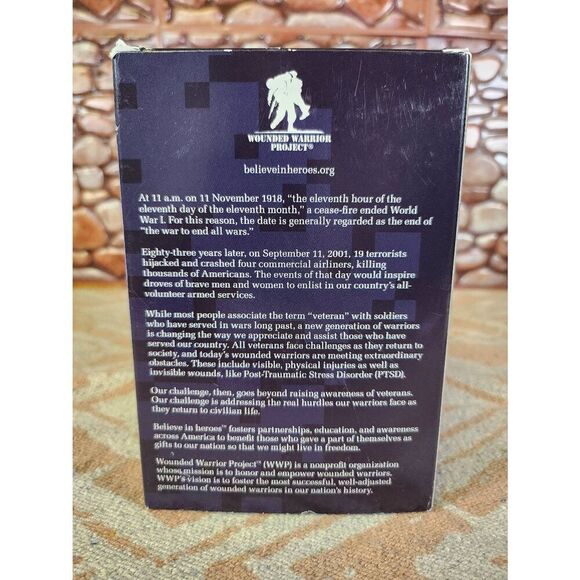 WOUNDED WARRIOR
PROJECT®
believeinheroes.org
At 11 a.m. on 11 November 1918, “the eleventh hour of the
eleventh day of the eleventh month,” a cease-fire ended World
War I. For this reason, the date is generally regarded as the end of
“the war to end all wars.”
Eighty-three years later, on September 11, 2001, 19 terrorists
hijacked and crashed four commercial airliners, killing
thousands of Americans. The events of that day would inspire
droves of brave men and women to enlist in our country's all-
volunteer armed services.
While most people associate the term “veteran” with soldiers
who have served in wars long past, a new generation of warriors
is changing the way we appreciate and assist those who have
served our country. All veterans face challenges as they return to
society, and today's wounded warriors are meeting extraordinary
obstacles. These include visible, physical injuries as well as
invisible wounds, like Post-Traumatic Stress Disorder (PTSD).
Our challenge, then, goes beyond raising awareness of veterans.
Our challenge is addressing the real hurdles our warriors face as
they return to civilian life.
Believe in heroes™ fosters partnerships, education, and awareness
across America to benefit those who gave a part of themselves as
gifts to our nation so that we might live in freedom.
Wounded Warrior Project™ (WWP) is a nonprofit organization
whose mission is to honor and empower wounded warriors.
WWP's vision is to foster the most successful, well-adjusted
generation of wounded warriors in our nation's history.